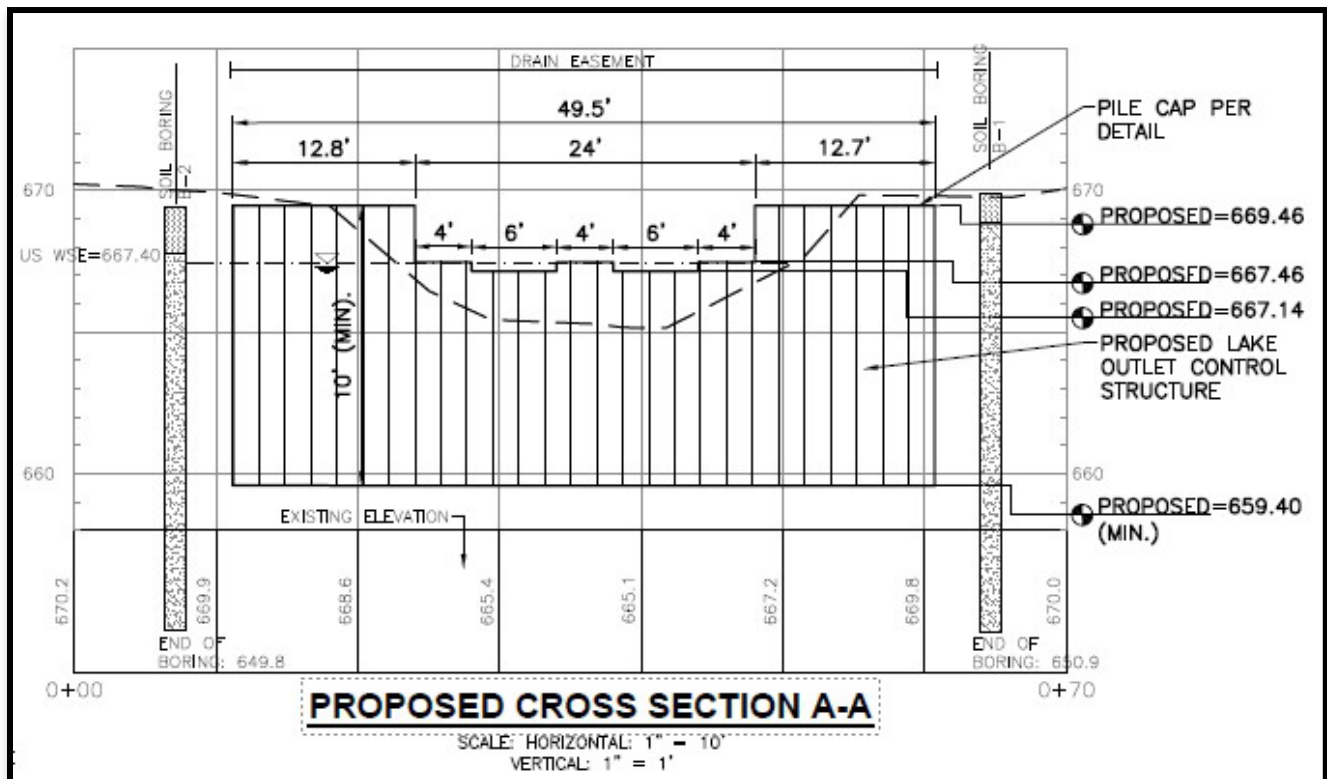 DRAIN EASEMENT
SOIL BORING
B-2
SOIL BORING
B-1
49.5'
12.8'
24'
12.7'
PILE CAP PER
DETAIL
670
670
4'
6'
4'
6'
4'
PROPOSED=669.46
US WSE=667.40
PROPOSED=667.46
PROPOSED=667.14
10' (MIN).
PROPOSED LAKE
OUTLET CONTROL
STRUCTURE
660
660
EXISTING ELEVATION
PROPOSED=659.40
(MIN.)
670.2
669.9
668.6
665.4
665.1
667.2
669.8
670.0
END OF
BORING: 649.8
END OF
BORING: 650.9
0+00
0+70
PROPOSED CROSS SECTION A-A
SCALE: HORIZONTAL: 1" = 10'
VERTICAL: 1" = 1'